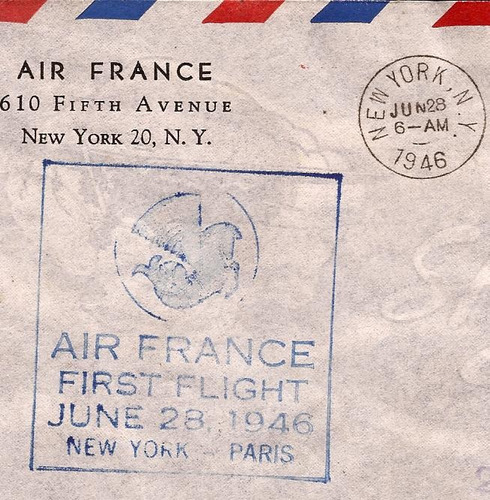 AIR FRANCE
610 FIFTH AVENUE
NEW YORK 20, N. Y.
NEW YORK, N.Y.
JUN 28
6-AM
1946
AIR FRANCE
FIRST FLIGHT
JUNE 28, 1946
NEW YORK - PARIS